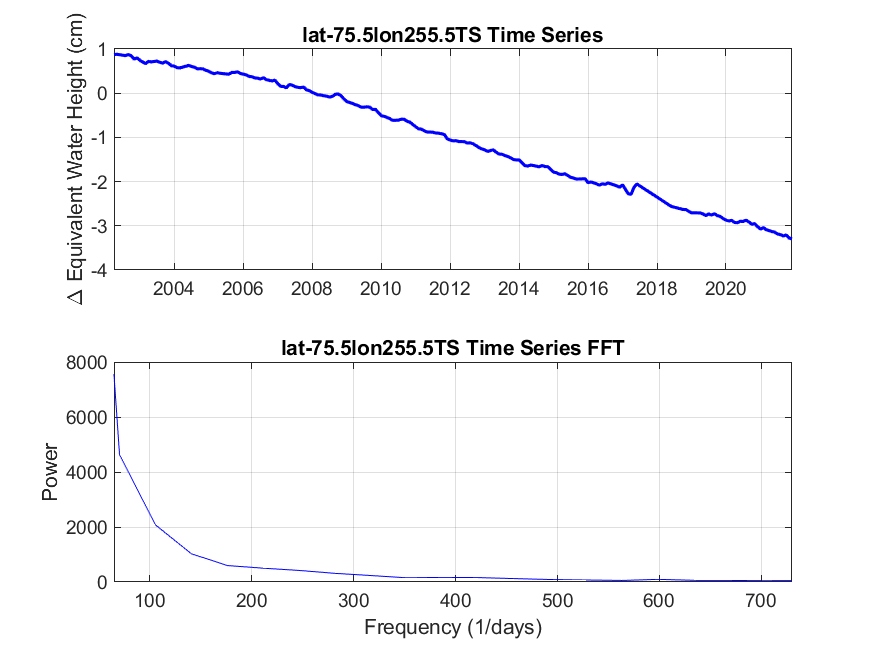 lat-75.5lon255.5TS Time Series
Δ Equivalent Water Height (cm)
1
0
-1
-2
-3
-4
2004 2006 2008 2010 2012 2014 2016 2018 2020
lat-75.5lon255.5TS Time Series FFT
Power
8000
6000
4000
2000
0
100 200 300 400 500 600 700
Frequency (1/days)